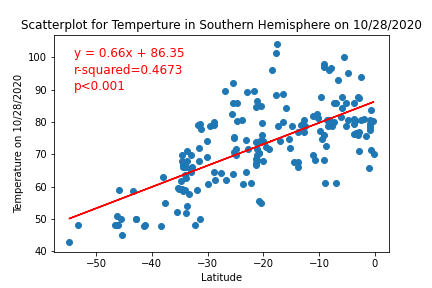 Scatterplot for Temperture in Southern Hemisphere on 10/28/2020
y = 0.66x + 86.35
r-squared=0.4673
p<0.001
Temperature on 10/28/2020
100
90
80
70
60
50
40
−50
−40
−30
−20
−10
0
Latitude